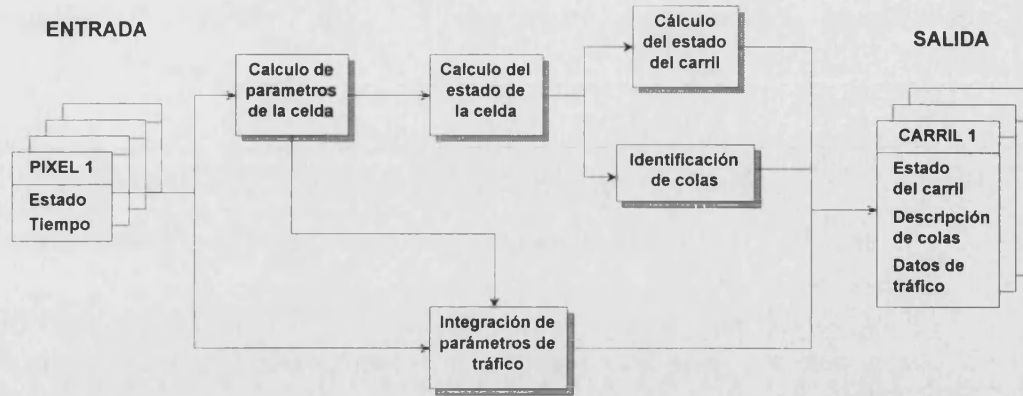 ENTRADA
PIXEL 1
Estado
Tiempo
Calculo de
parametros
de la celda
Calculo del
estado de
la celda
Cálculo
del estado
del carril
Identificación
de colas
Integración de
parámetros de
tráfico
SALIDA
CARRIL 1
Estado
del carril
Descripción
de colas
Datos de
tráfico